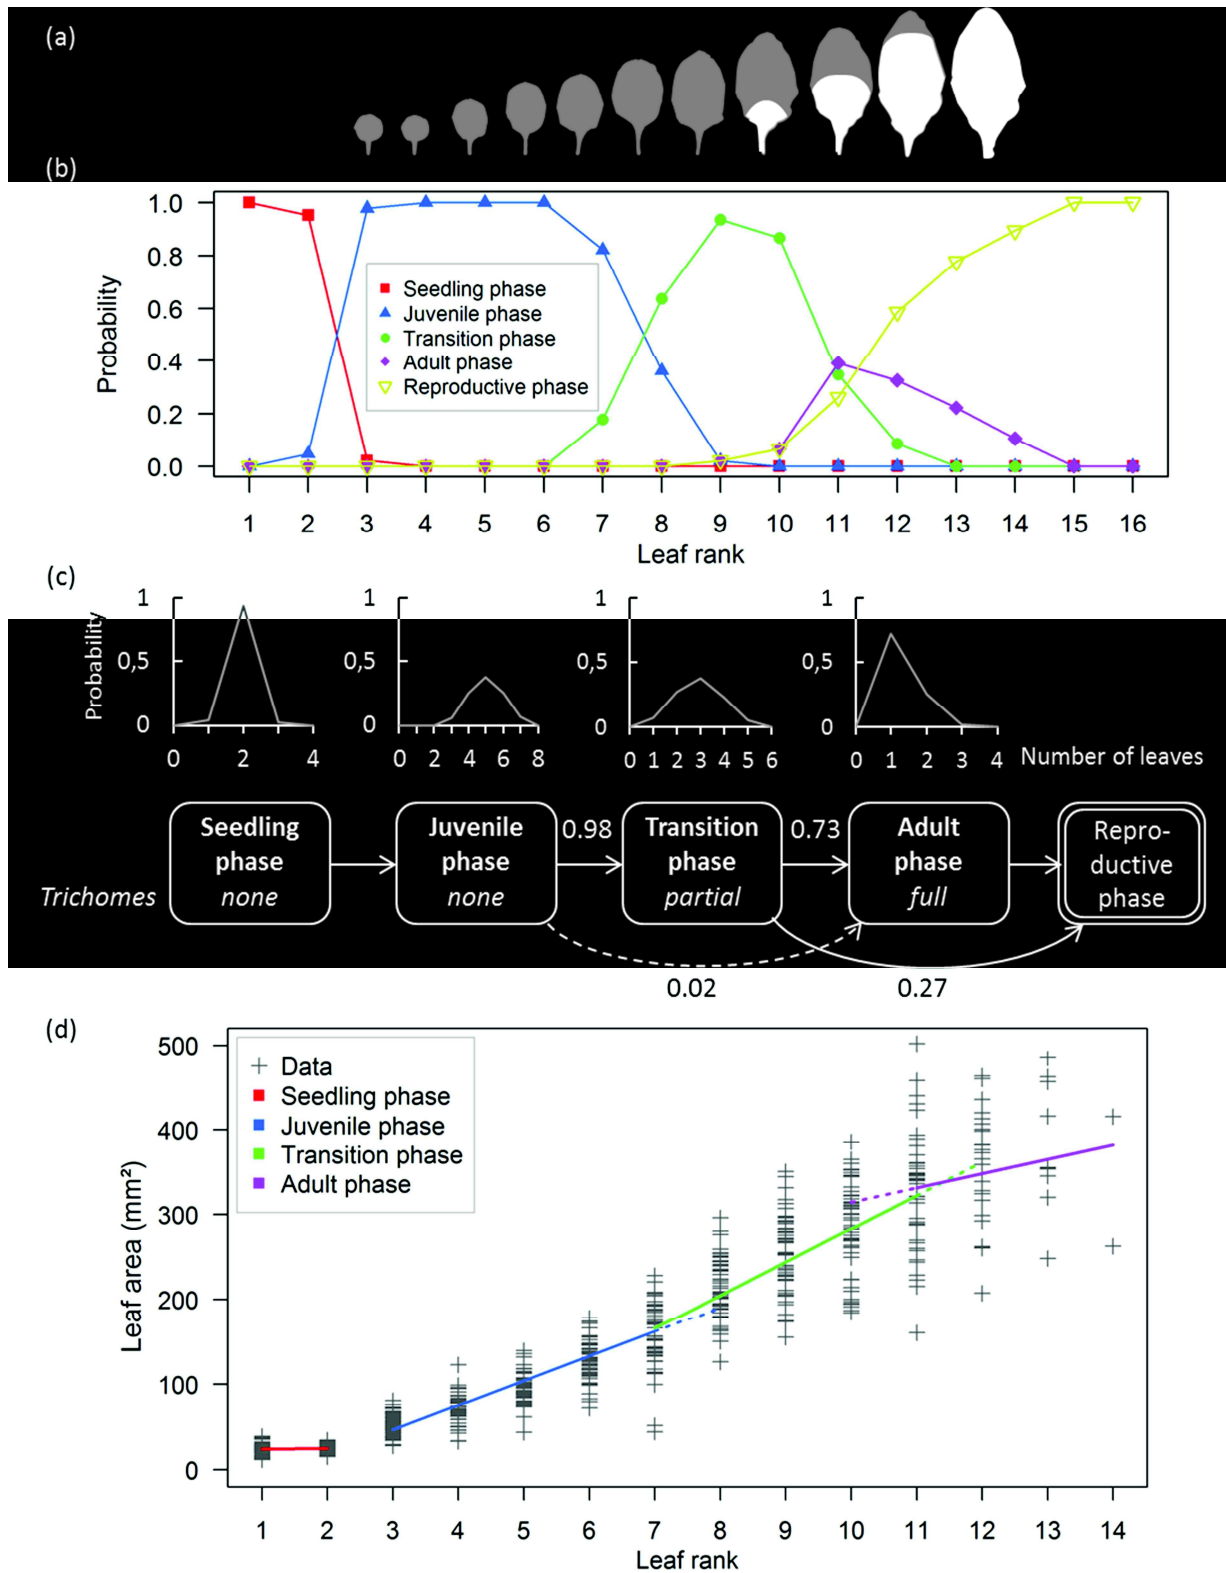 (a)
(b)
1.0
0.8
0.6
0.4
0.2
0.0
Probability
Seedling phase
Juvenile phase
Transition phase
Adult phase
Reproductive phase
1 2 3 4 5 6 7 8 9 10 11 12 13 14 15 16
Leaf rank
(c)
1 1 1 1
0,5 0,5 0,5 0,5
0 0 0 0
Probability
0 2 4 0 2 4 6 8 0 1 2 3 4 5 6 0 1 2 3 4 Number of leaves
Seedling phase none
Juvenile phase none
0.98
Transition phase partial
0.73
Adult phase full
Repro-
ductive
phase
Trichomes
0.02 0.27
(d)
500
400
300
200
100
0
Leaf area (mm²)
Data
Seedling phase
Juvenile phase
Transition phase
Adult phase
1 2 3 4 5 6 7 8 9 10 11 12 13 14
Leaf rank